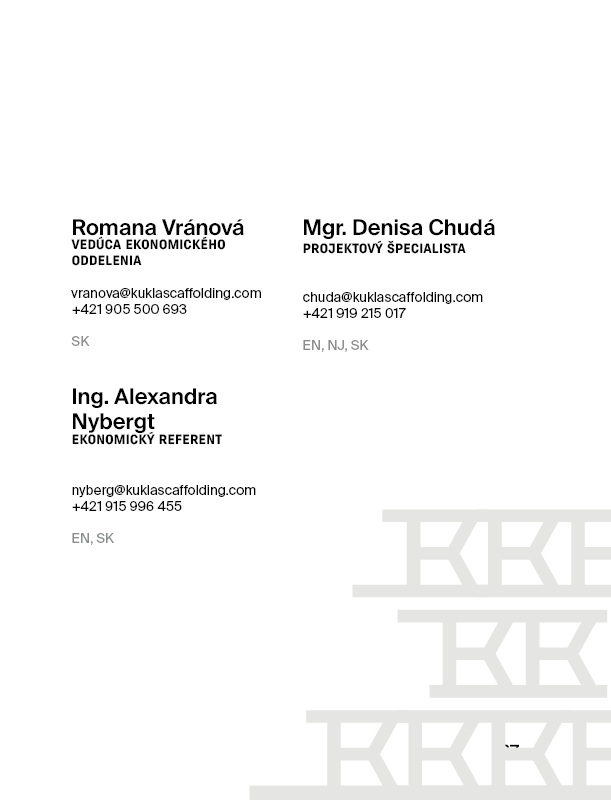 Romana Vránová
VEDÚCA EKONOMICKÉHO
ODDELENIA
vranova@kuklascaffolding.com
+421 905 500 693
SK
Mgr. Denisa Chudá
PROJEKTOVÝ ŠPECIALISTA
chuda@kuklascaffolding.com
+421 919 215 017
EN, NJ, SK
Ing. Alexandra
Nybergt
EKONOMICKÝ REFERENT
nyberg@kuklascaffolding.com
+421 915 996 455
EN, SK